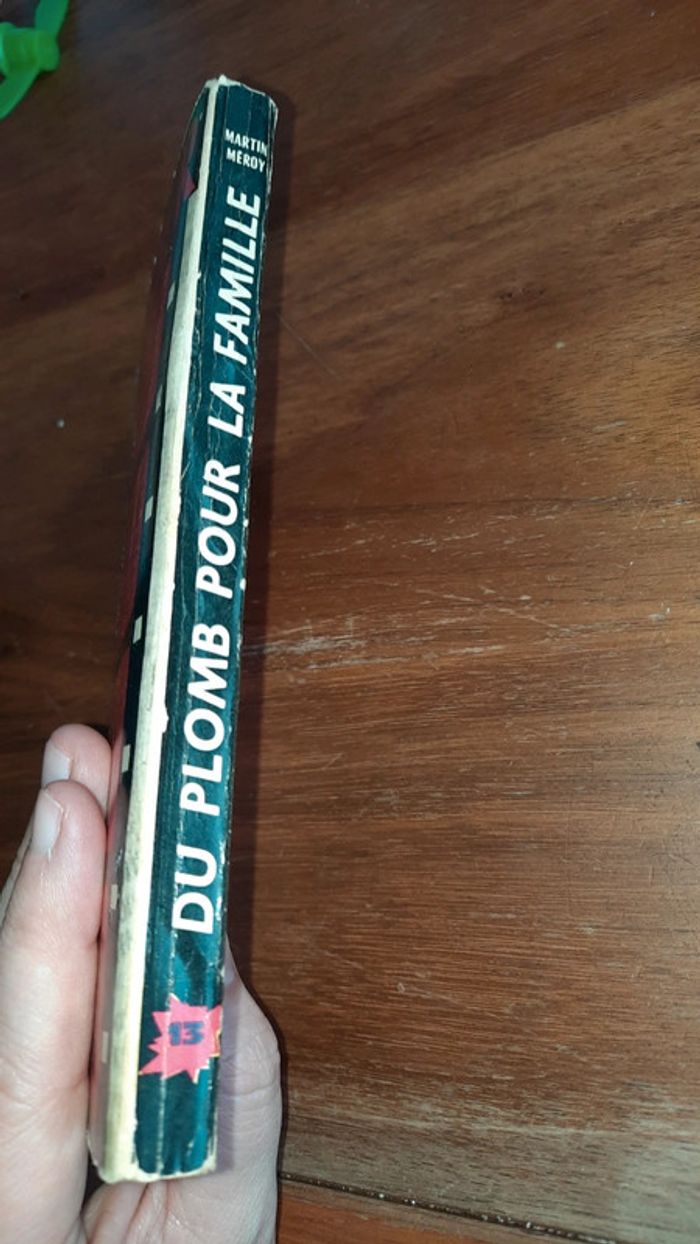 MARTIN
MÉROY
DU PLOMB POUR LA FAMILLE
13